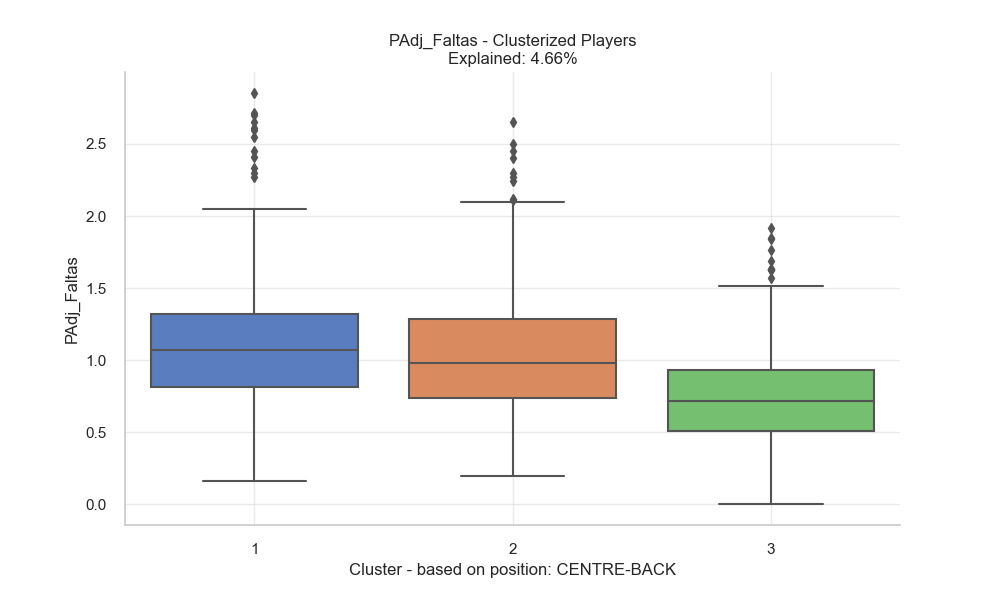 PAdj_Faltas - Clusterized Players
Explained: 4.66%
PAdj_Faltas
2.5
2.0
1.5
1.0
0.5
0.0
1 2 3
Cluster - based on position: CENTRE-BACK